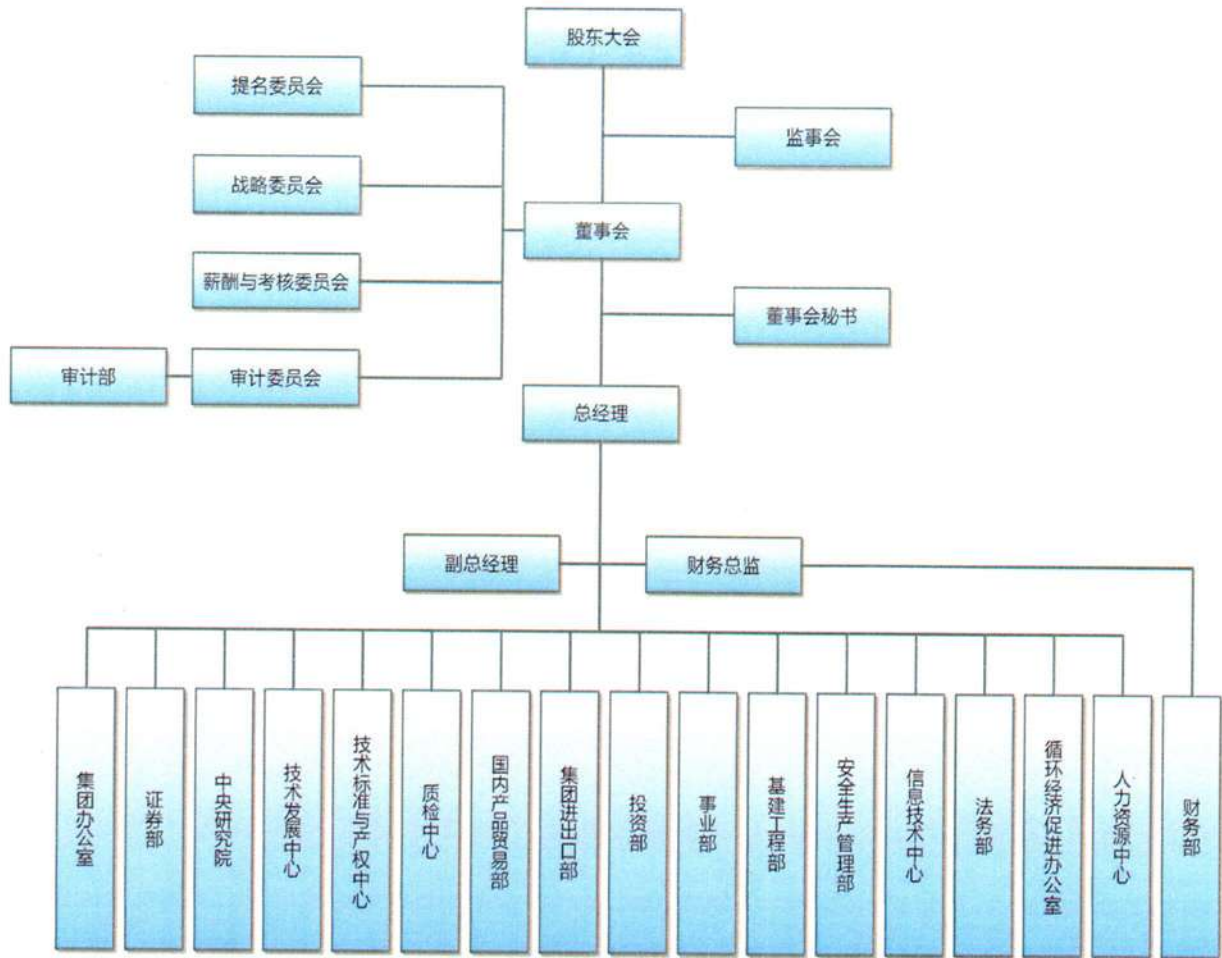 股东大会
提名委员会
监事会
战略委员会
董事会
薪酬与考核委员会
董事会秘书
审计部
审计委员会
总经理
副总经理
财务总监
集团办公室
证券部
中央研究院
技术发展中心
技术标准与产权中心
质检中心
国内产品贸易部
集团进出口部
投资部
事业部
基建工程部
安全生产管理部
信息技术中心
法务部
循环经济促进办公室
人力资源中心
财务部